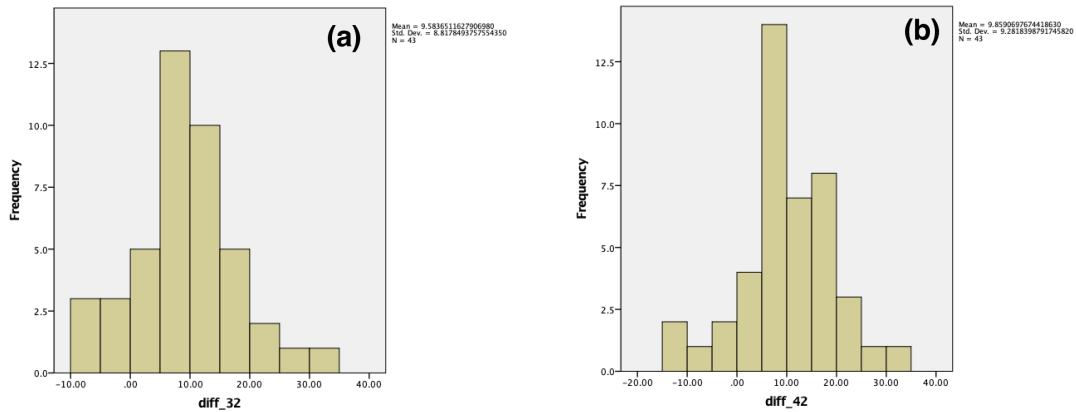 (a)
Mean = 9.5836511627906980
Std. Dev. = 8.8178493757554350
N = 43
12.5
10.0
7.5
5.0
2.5
0.0
Frequency
-10.00 .00 10.00 20.00 30.00 40.00
diff_32
(b)
Mean = 9.8590697674418630
Std. Dev. = 9.2818398791745820
N = 43
12.5
10.0
7.5
5.0
2.5
0.0
Frequency
-20.00 -10.00 .00 10.00 20.00 30.00 40.00
diff_42